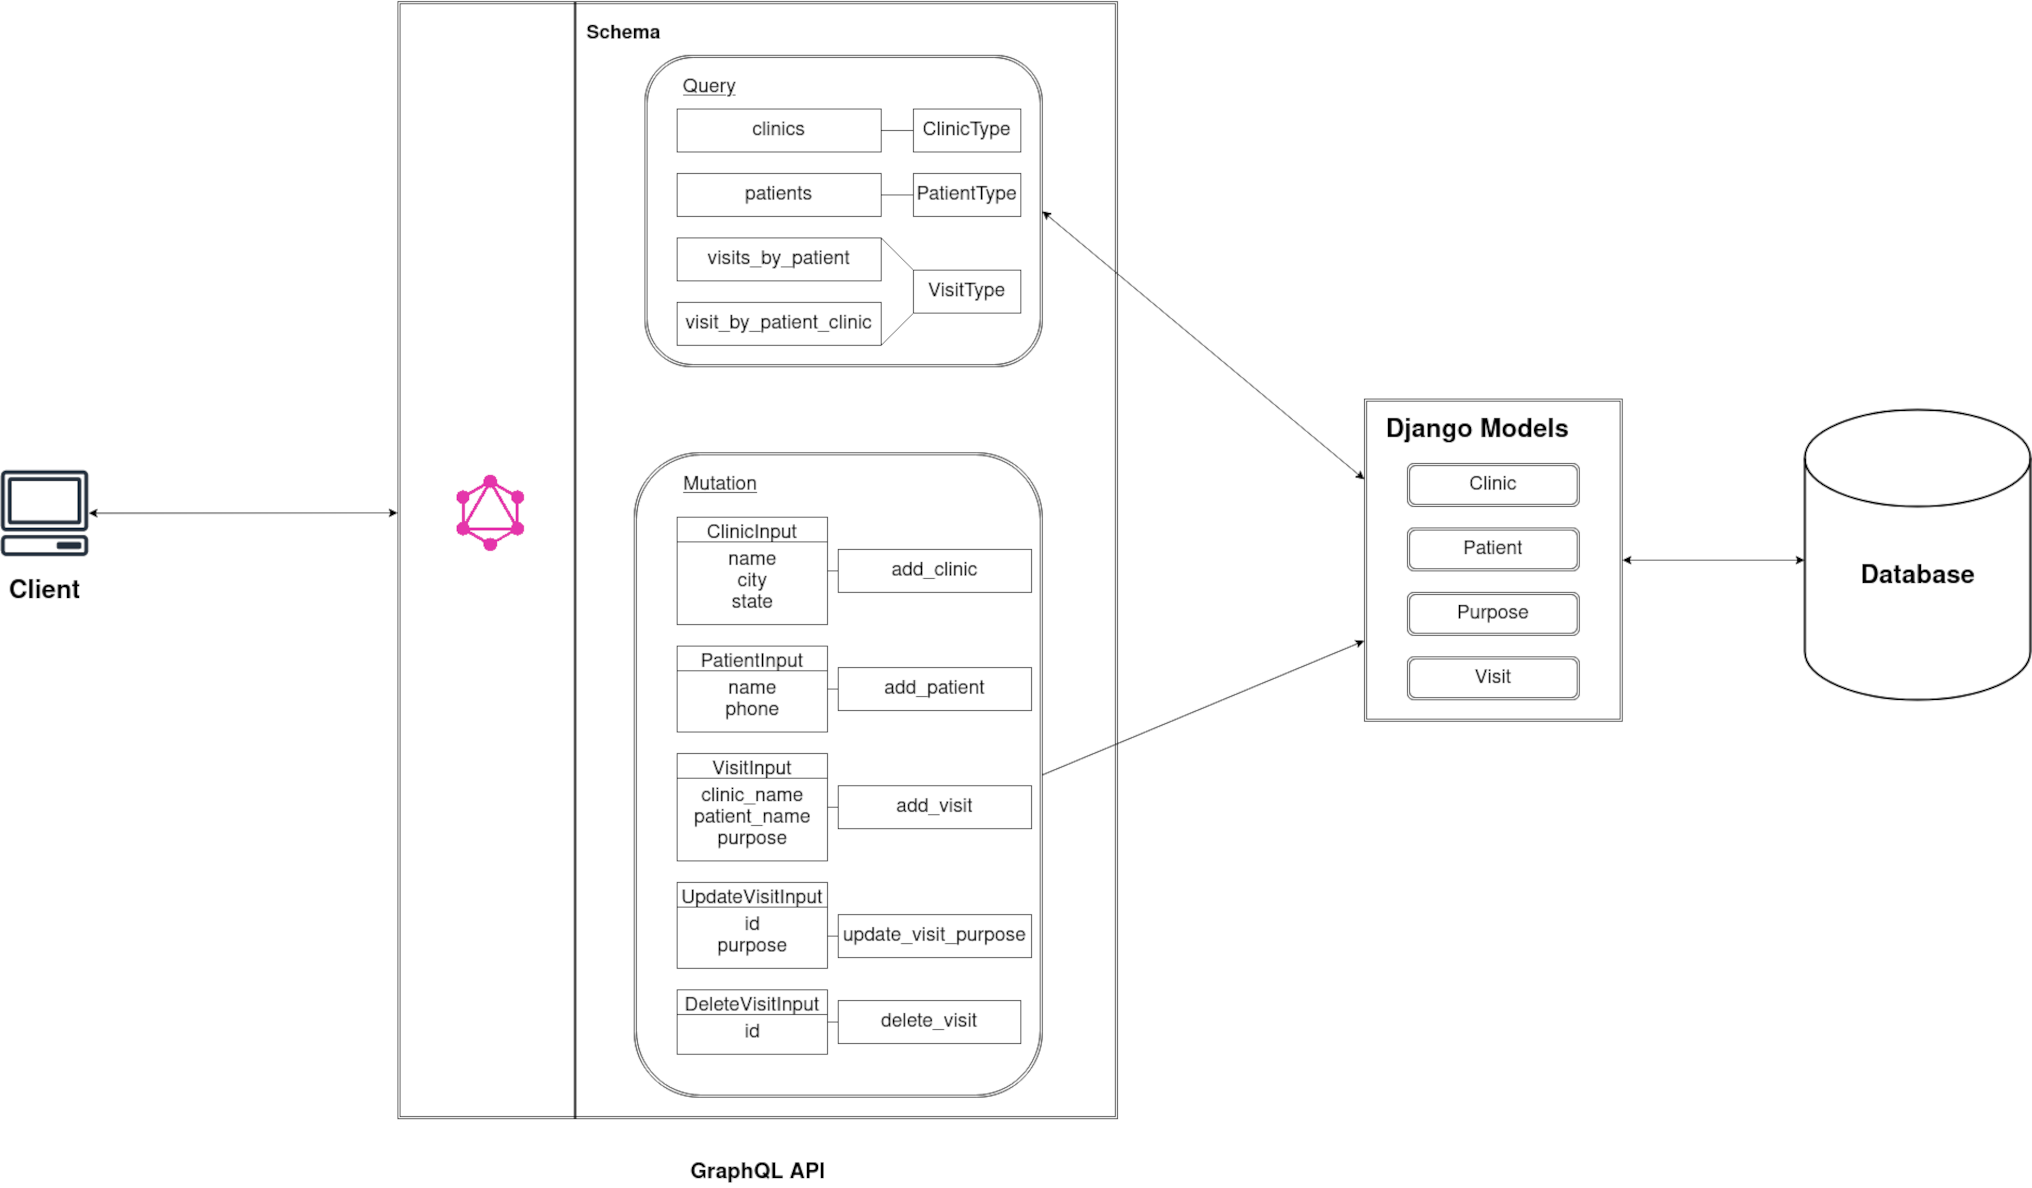 Schema
Query
clinics
ClinicType
patients
PatientType
visits_by_patient
VisitType
visit_by_patient_clinic
Mutation
ClinicInput
name
city
state
add_clinic
PatientInput
name
phone
add_patient
VisitInput
clinic_name
patient_name
purpose
add_visit
UpdateVisitInput
id
purpose
update_visit_purpose
DeleteVisitInput
id
delete_visit
GraphQL API
Client
Django Models
Clinic
Patient
Purpose
Visit
Database